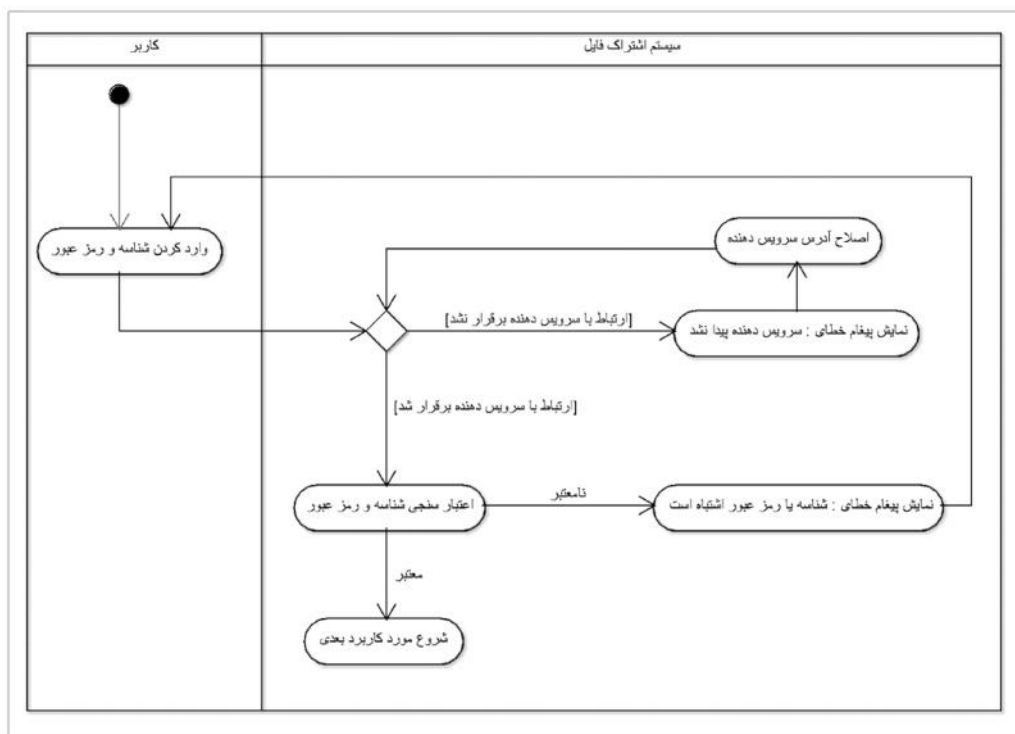 کاربر
سیستم اشتراک فایل
وارد کردن شناسه و رمز عبور
اصلاح آدرس سرویس دهنده
[ارتباط با سرویس دهنده برقرار نشد]
نمایش پیغام خطای : سرویس دهنده پیدا نشد
[ارتباط با سرویس دهنده برقرار شد]
اعتبار سنجی شناسه و رمز عبور
نامعتبر
نمایش پیغام خطای : شناسه یا رمز عبور اشتباه است
معتبر
شروع مورد کاربرد بعدی